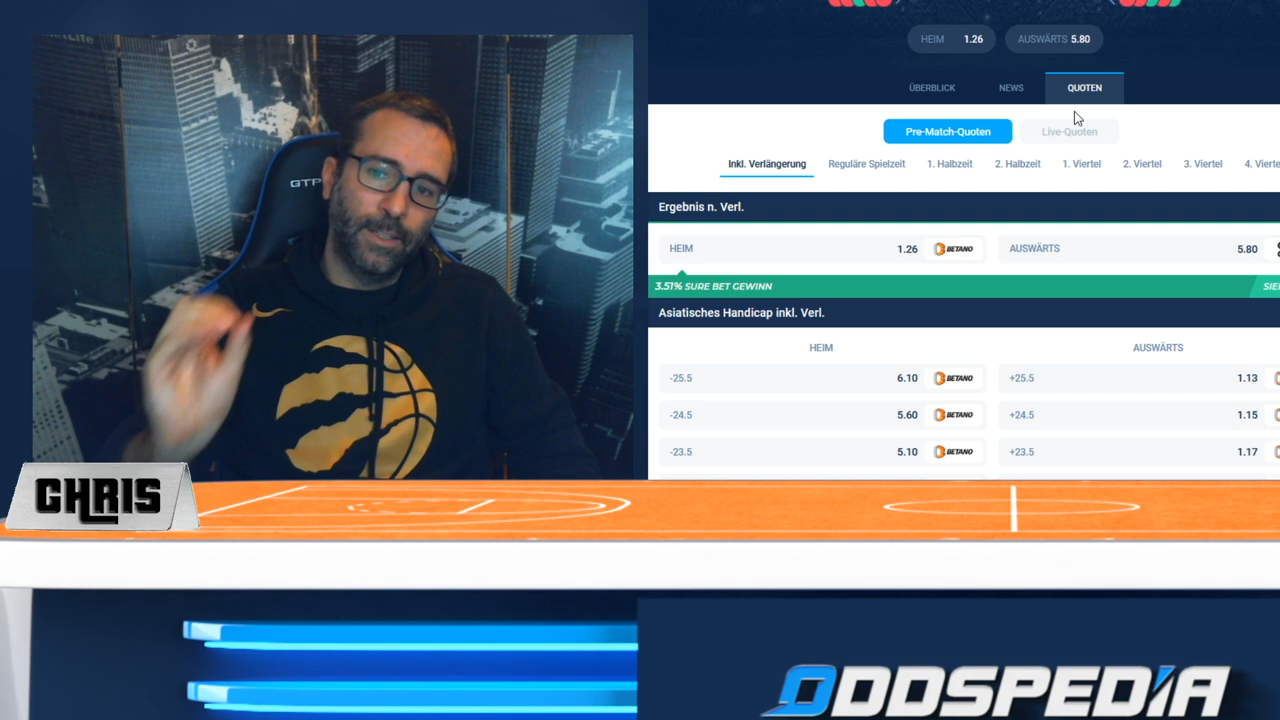 HEIM 1.26 AUSWÄRTS 5.80
ÜBERBLICK NEWS QUOTEN
Pre-Match-Quoten Live-Quoten
Inkl. Verlängerung Reguläre Spielzeit 1. Halbzeit 2. Halbzeit 1. Viertel 2. Viertel 3. Viertel 4. Vierte
Ergebnis n. Verl.
HEIM 1.26 BETANO AUSWÄRTS 5.80
3.51% SURE BET GEWINN SIE
Asiatisches Handicap inkl. Verl.
HEIM AUSWÄRTS
-25.5 6.10 BETANO +25.5 1.13
-24.5 5.60 BETANO +24.5 1.15
-23.5 5.10 BETANO +23.5 1.17
GTP
CHRIS
ODDSPEDIA